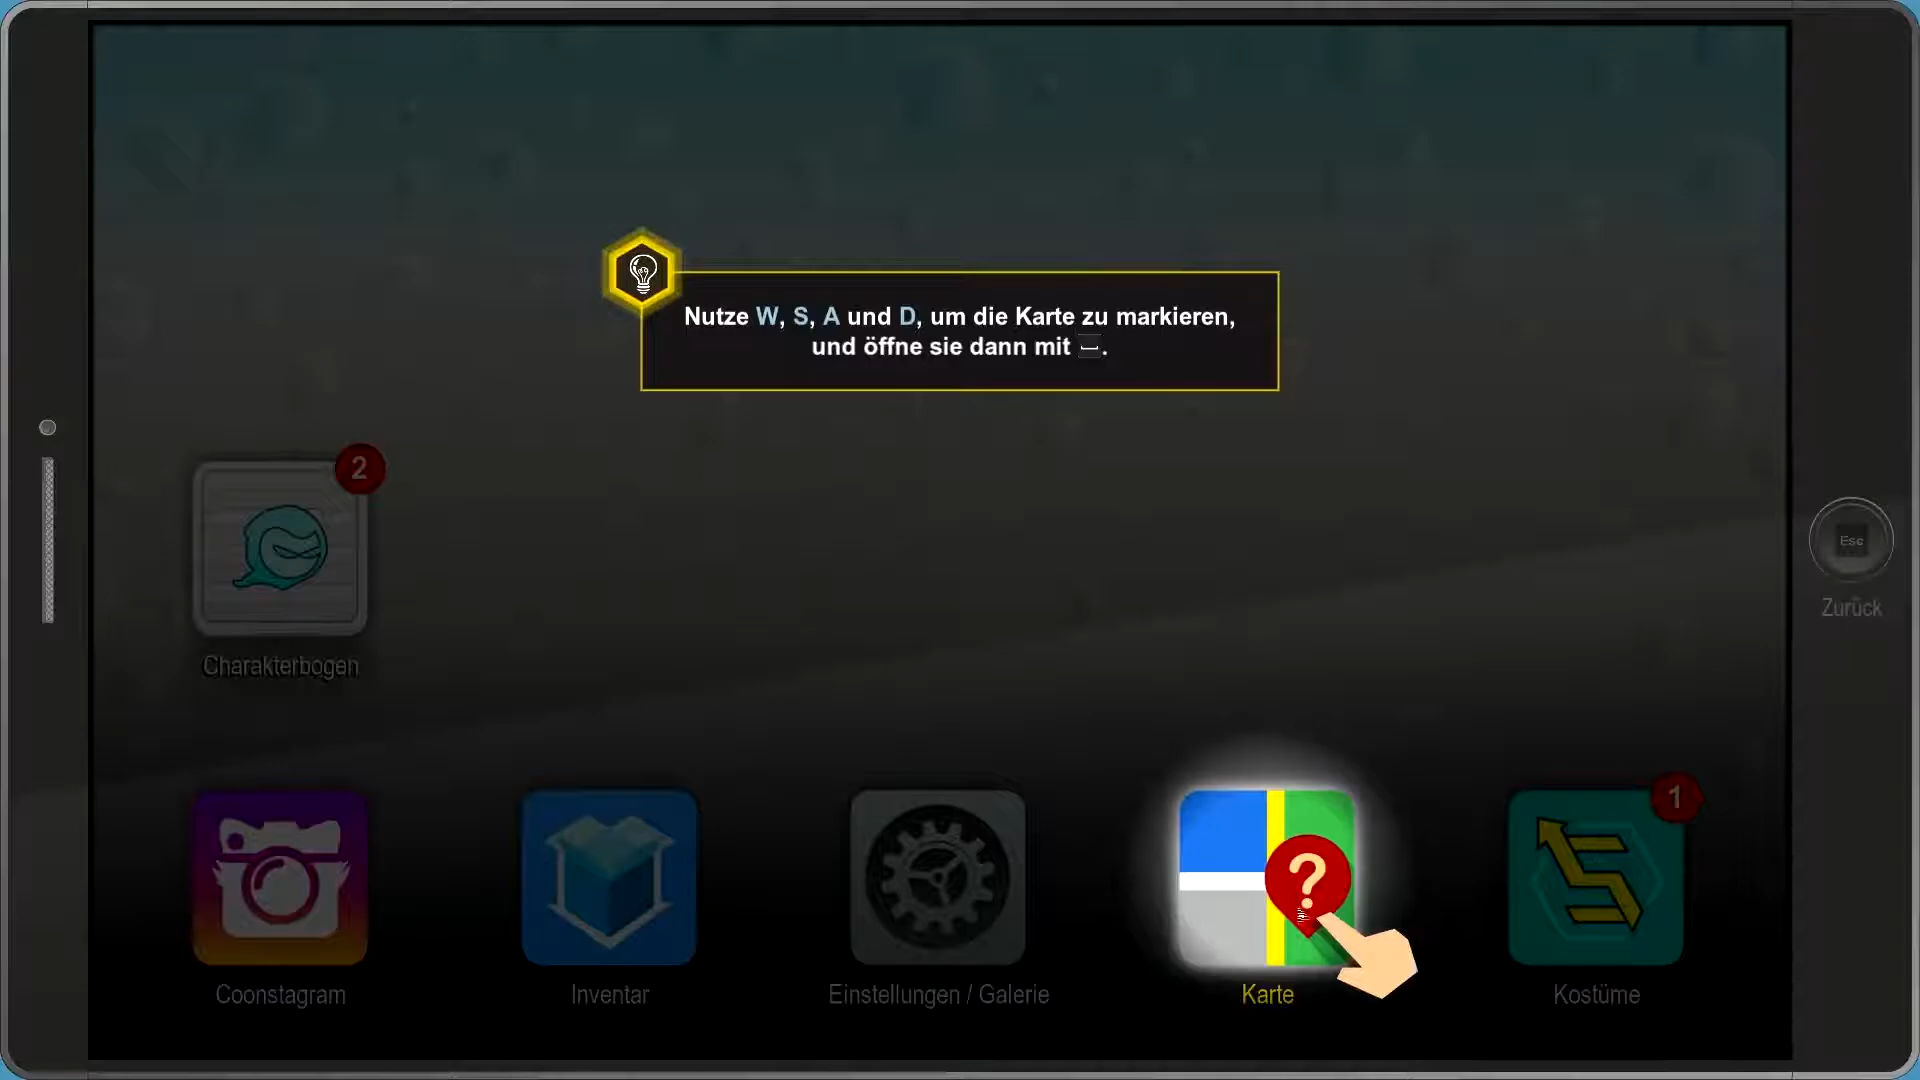 Nutze W, S, A und D, um die Karte zu markieren,
und öffne sie dann mit ⎵.
2
Charakterbogen
Esc
Zurück
?
1
Coonstagram
Inventar
Einstellungen / Galerie
Karte
Kostüme